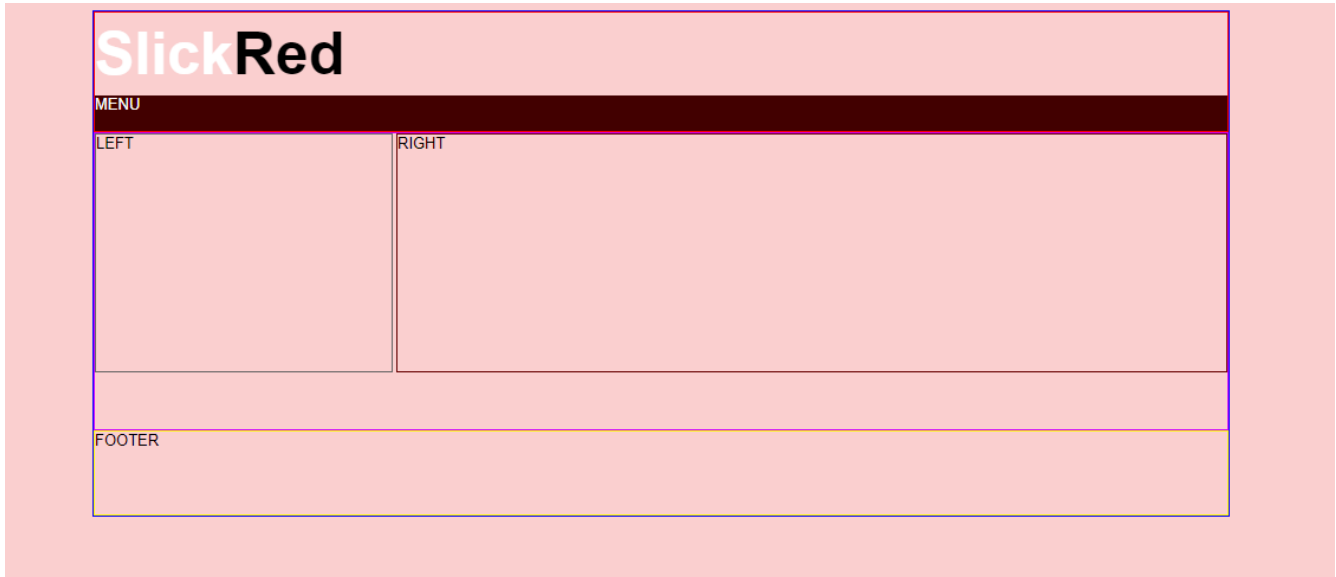 SlickRed
MENU
LEFT
RIGHT
FOOTER